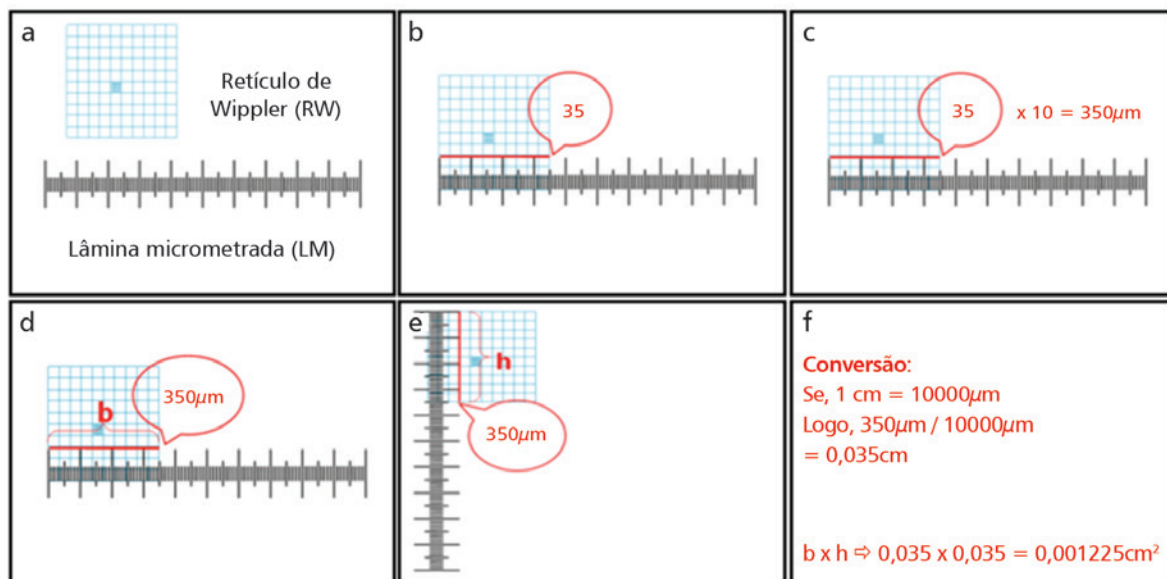 a
Retículo de
Wippler (RW)
Lâmina micrometrada (LM)
b
35
c
35 x 10 = 350µm
d
b
350µm
e
h
350µm
f
Conversão:
Se, 1 cm = 10000µm
Logo, 350µm / 10000µm
= 0,035cm
b x h ⇨ 0,035 x 0,035 = 0,001225cm²